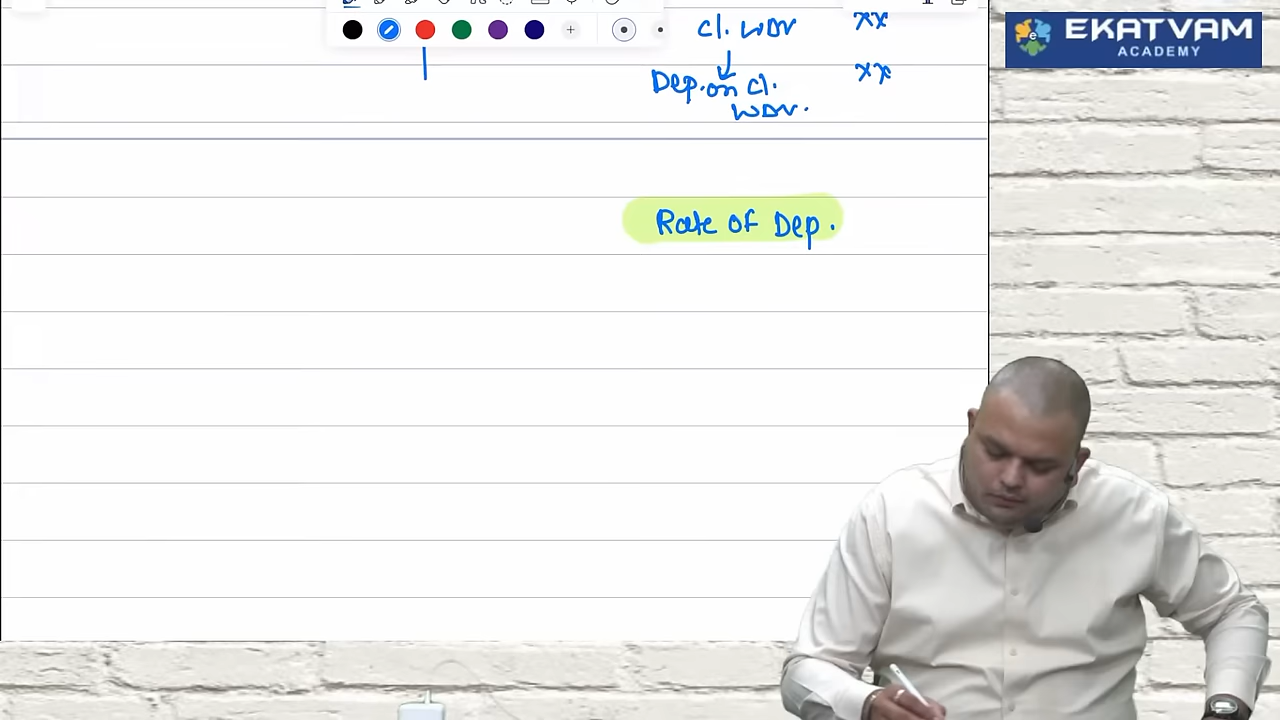 cl. WDV xx
Dep. on cl. xx
WDV.
Rate of Dep.
EKATVAM
ACADEMY